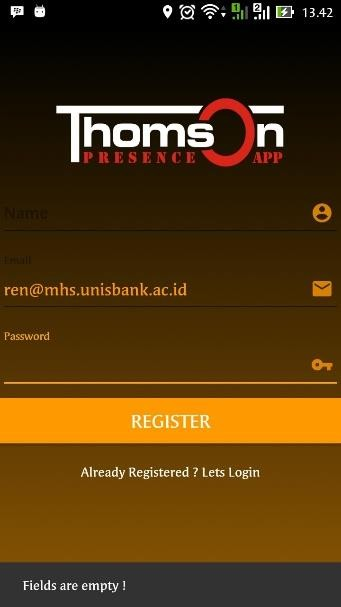 13.42
ThomsOn
PRESENCE APP
Name
Email
ren@mhs.unisbank.ac.id
Password
REGISTER
Already Registered ? Lets Login
Fields are empty !